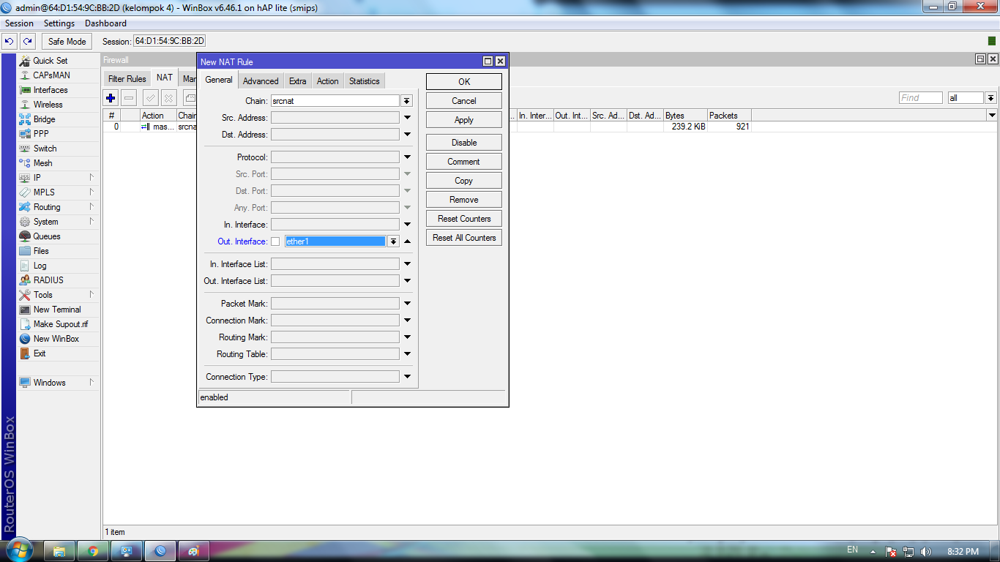 admin@64:D1:54:9C:BB:2D (kelompok 4) - WinBox v6.46.1 on hAP lite (smips)
Session Settings Dashboard
Safe Mode Session: 64:D1:54:9C:BB:2D
Quick Set
CAPsMAN
Interfaces
Wireless
Bridge
PPP
Switch
Mesh
IP
MPLS
Routing
System
Queues
Files
Log
RADIUS
Tools
New Terminal
Make Supout.rif
New WinBox
Exit
Windows
RouterOS WinBox
Firewall
Filter Rules NAT Man
Find all
# Action Chain ... In. Inter... Out. Int... Src. Ad... Dst. Ad... Bytes Packets
0 mas... srcna 239.2 KiB 921
1 item
New NAT Rule
General Advanced Extra Action Statistics
Chain: srcnat
Src. Address:
Dst. Address:
Protocol:
Src. Port:
Dst. Port:
Any. Port:
In. Interface:
Out. Interface: ether1
In. Interface List:
Out. Interface List:
Packet Mark:
Connection Mark:
Routing Mark:
Routing Table:
Connection Type:
enabled
OK
Cancel
Apply
Disable
Comment
Copy
Remove
Reset Counters
Reset All Counters
EN 8:32 PM